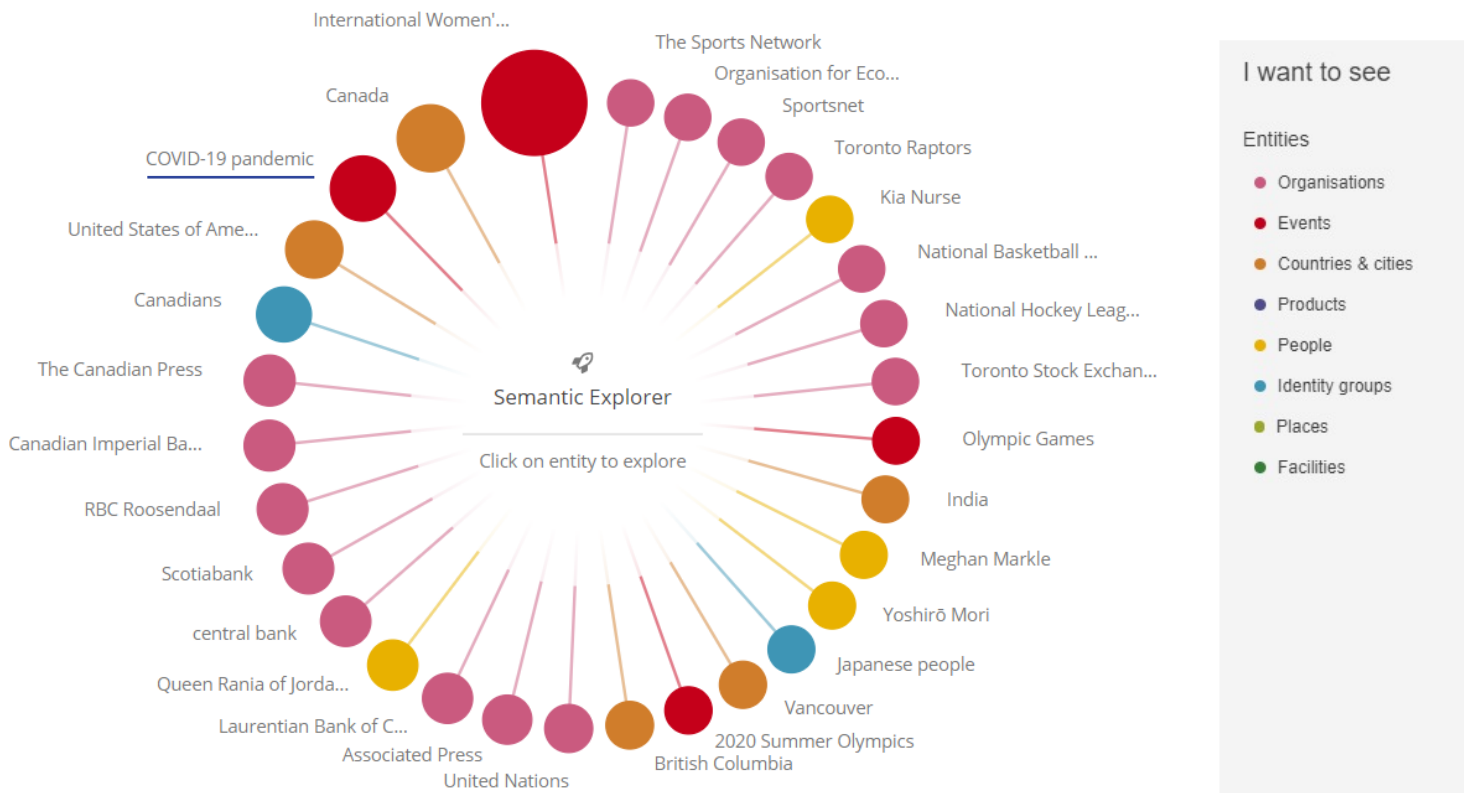 International Women'...
The Sports Network
Organisation for Eco...
Canada
Sportsnet
COVID-19 pandemic
Toronto Raptors
Kia Nurse
United States of Ame...
National Basketball ...
Canadians
National Hockey Leag...
The Canadian Press
Toronto Stock Exchan...
Semantic Explorer
Click on entity to explore
Canadian Imperial Ba...
Olympic Games
RBC Roosendaal
India
Scotiabank
Meghan Markle
central bank
Yoshirō Mori
Queen Rania of Jorda...
Japanese people
Laurentian Bank of C...
Vancouver
Associated Press
2020 Summer Olympics
United Nations
British Columbia
I want to see
Entities
Organisations
Events
Countries & cities
Products
People
Identity groups
Places
Facilities